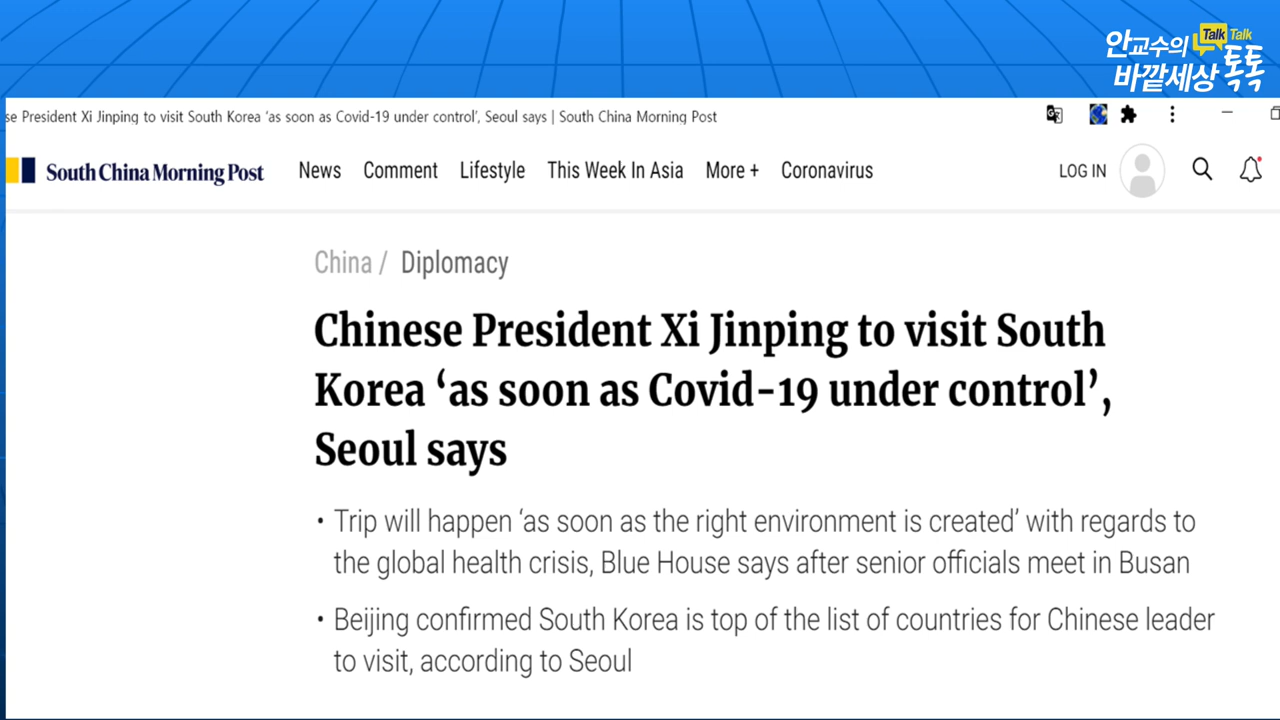 안교수의 Talk Talk
바깥세상 톡톡
se President Xi Jinping to visit South Korea ‘as soon as Covid-19 under control’, Seoul says | South China Morning Post
South China Morning Post News Comment Lifestyle This Week In Asia More + Coronavirus LOG IN
China / Diplomacy
Chinese President Xi Jinping to visit South
Korea ‘as soon as Covid-19 under control’,
Seoul says
• Trip will happen ‘as soon as the right environment is created’ with regards to
the global health crisis, Blue House says after senior officials meet in Busan
• Beijing confirmed South Korea is top of the list of countries for Chinese leader
to visit, according to Seoul